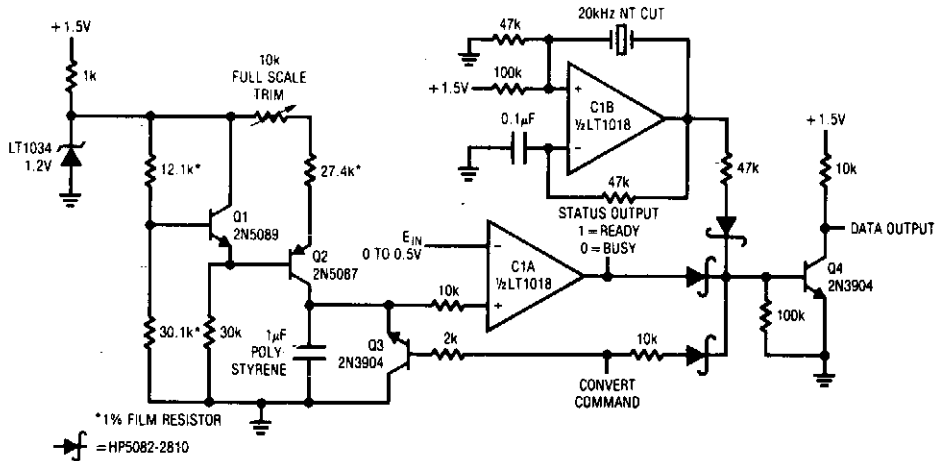 +1.5V
1k
LT1034
1.2V
12.1k*
30.1k*
10k
FULL SCALE
TRIM
27.4k*
Q1
2N5089
Q2
2N5087
30k
1µF
POLY-
STYRENE
Q3
2N3904
47k
+1.5V
100k
0.1µF
20kHz NT CUT
C1B
½LT1018
+
−
47k
STATUS OUTPUT
1 = READY
0 = BUSY
EIN
0 TO 0.5V
C1A
½LT1018
−
+
10k
2k
10k
CONVERT
COMMAND
47k
+1.5V
10k
DATA OUTPUT
Q4
2N3904
100k
*1% FILM RESISTOR
=HP5082-2810